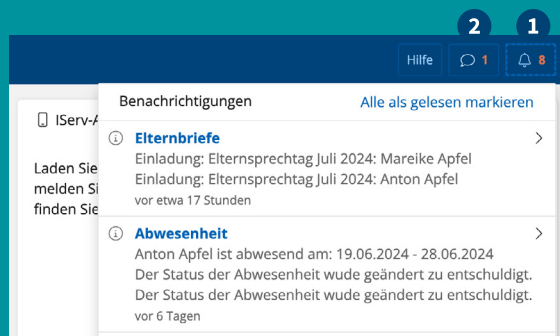 2 1
Hilfe 1 8
Benachrichtigungen Alle als gelesen markieren
IServ-A
Elternbriefe
Einladung: Elternsprechtag Juli 2024: Mareike Apfel
Einladung: Elternsprechtag Juli 2024: Anton Apfel
vor etwa 17 Stunden
Laden Sie
melden Si
finden Sie
Abwesenheit
Anton Apfel ist abwesend am: 19.06.2024 - 28.06.2024
Der Status der Abwesenheit wude geändert zu entschuldigt.
Der Status der Abwesenheit wude geändert zu entschuldigt.
vor 6 Tagen